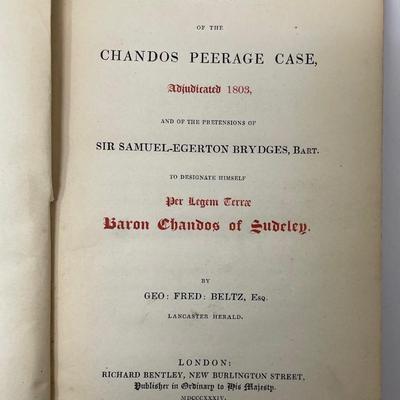 OF THE
CHANDOS PEERAGE CASE,
Adjudicated 1803,
AND OF THE PRETENSIONS OF
SIR SAMUEL-EGERTON BRYDGES, BART.
TO DESIGNATE HIMSELF
Per Legem Terræ
Baron Chandos of Sudeley.
BY
GEO: FRED: BELTZ, ESQ.
LANCASTER HERALD.
LONDON:
RICHARD BENTLEY, NEW BURLINGTON STREET,
Publisher in Ordinary to His Majesty.
MDCCCXXXIV.